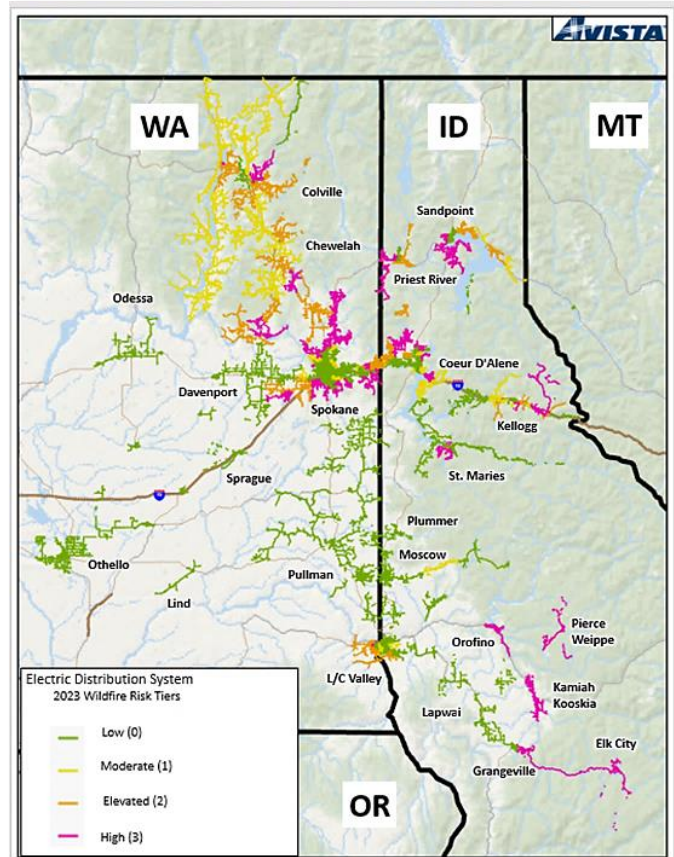 AVISTA
WA
ID
MT
Colville
Sandpoint
Chewelah
Priest River
Odessa
Coeur D'Alene
Davenport
Spokane
Kellogg
Sprague
St. Maries
Plummer
Othello
Moscow
Pullman
Lind
Pierce
Weippe
Orofino
L/C Valley
Kamiah
Kooskia
Lapwai
Elk City
Grangeville
OR
Electric Distribution System
2023 Wildfire Risk Tiers
Low (0)
Moderate (1)
Elevated (2)
High (3)